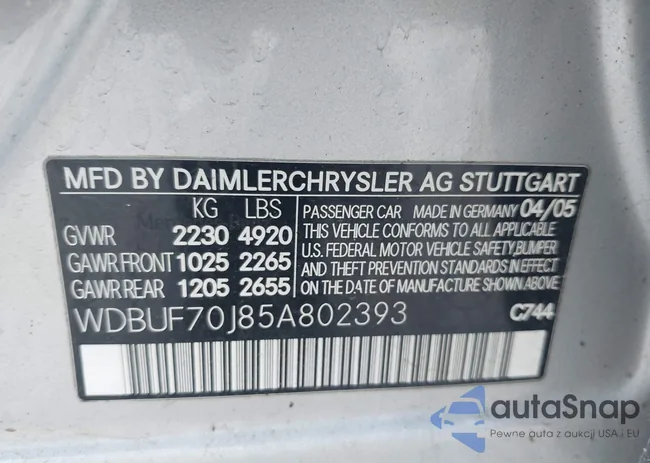 MFD BY DAIMLERCHRYSLER AG STUTTGART
KG LBS
GVWR 2230 4920
GAWR FRONT 1025 2265
GAWR REAR 1205 2655
PASSENGER CAR MADE IN GERMANY 04/05
THIS VEHICLE CONFORMS TO ALL APPLICABLE
U.S. FEDERAL MOTOR VEHICLE SAFETY, BUMPER
AND THEFT PREVENTION STANDARDS IN EFFECT
ON THE DATE OF MANUFACTURE SHOWN ABOVE.
WDBUF70J85A802393 C744
autaSnap
Pewne auta z aukcji USA i EU